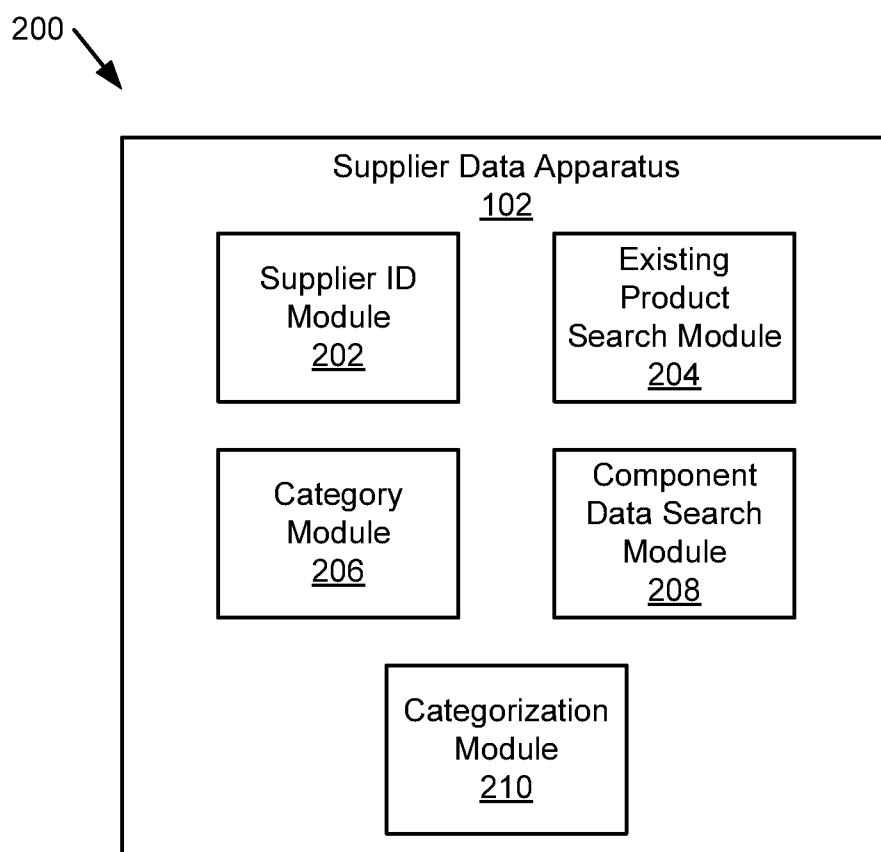 200
Supplier Data Apparatus
102
Supplier ID
Module
202
Existing
Product
Search Module
204
Category
Module
206
Component
Data Search
Module
208
Categorization
Module
210